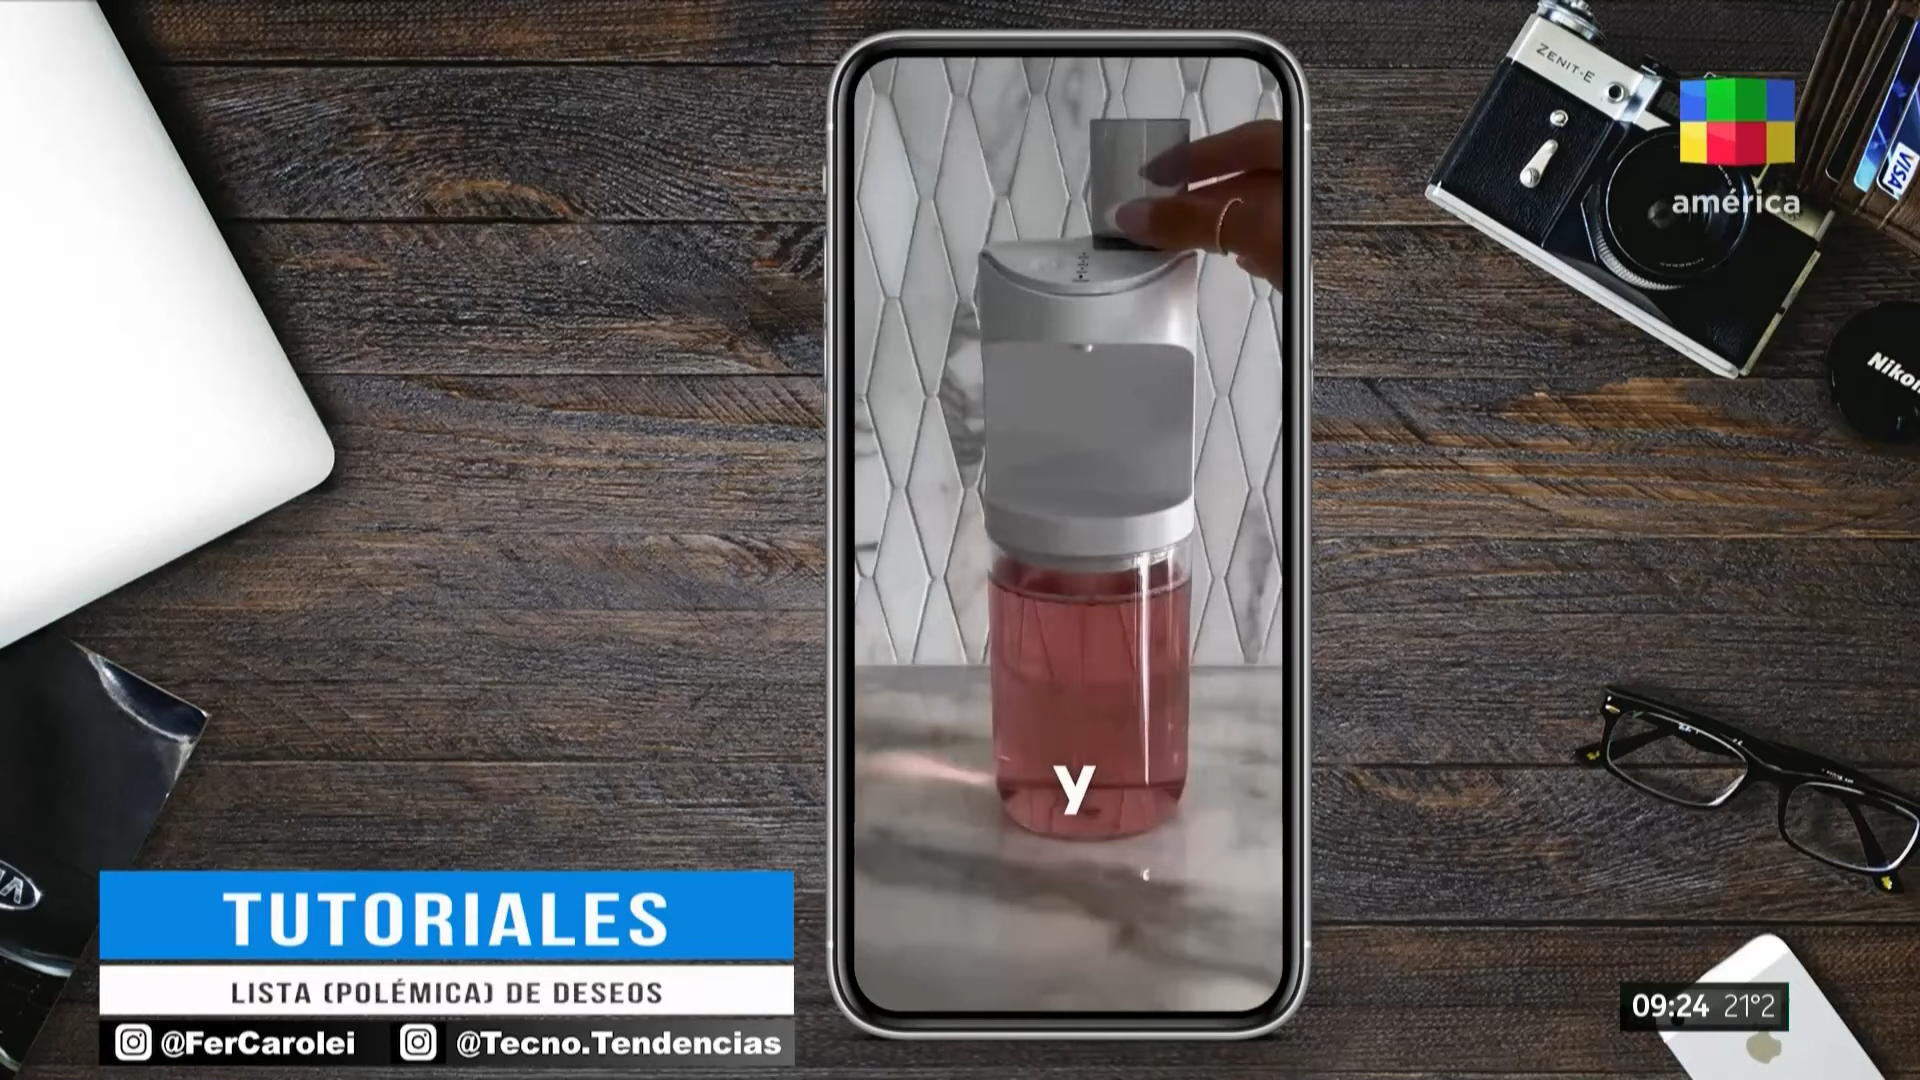 ZENIT-E
américa
VISA
Nikon
y
TUTORIALES
LISTA (POLÉMICA) DE DESEOS
@FerCarolei @Tecno.Tendencias
09:24 21°2